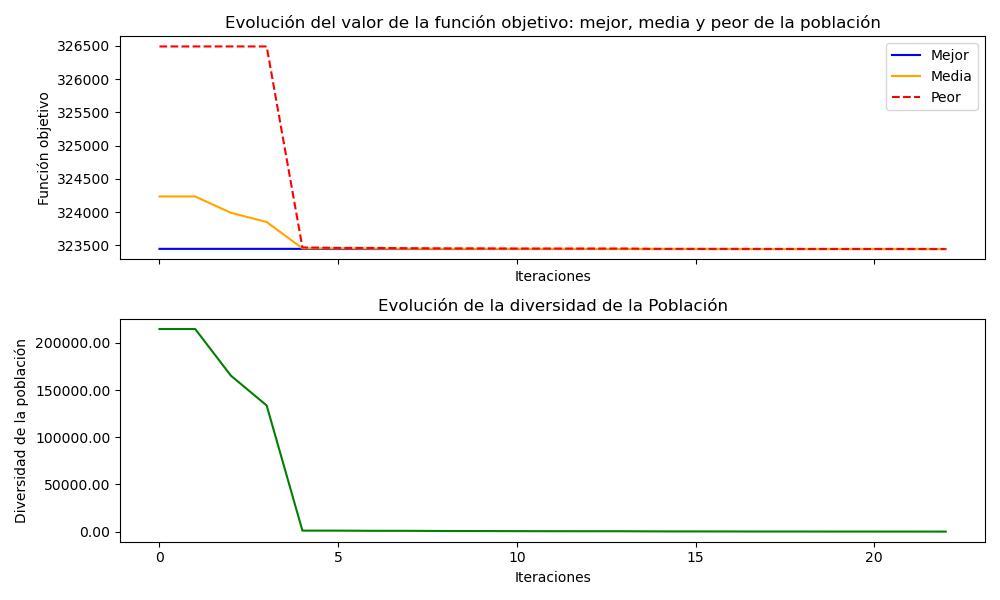 Evolución del valor de la función objetivo: mejor, media y peor de la población
Función objetivo
326500
326000
325500
325000
324500
324000
323500
Mejor
Media
Peor
Iteraciones
Evolución de la diversidad de la Población
Diversidad de la población
200000.00
150000.00
100000.00
50000.00
0.00
0 5 10 15 20
Iteraciones